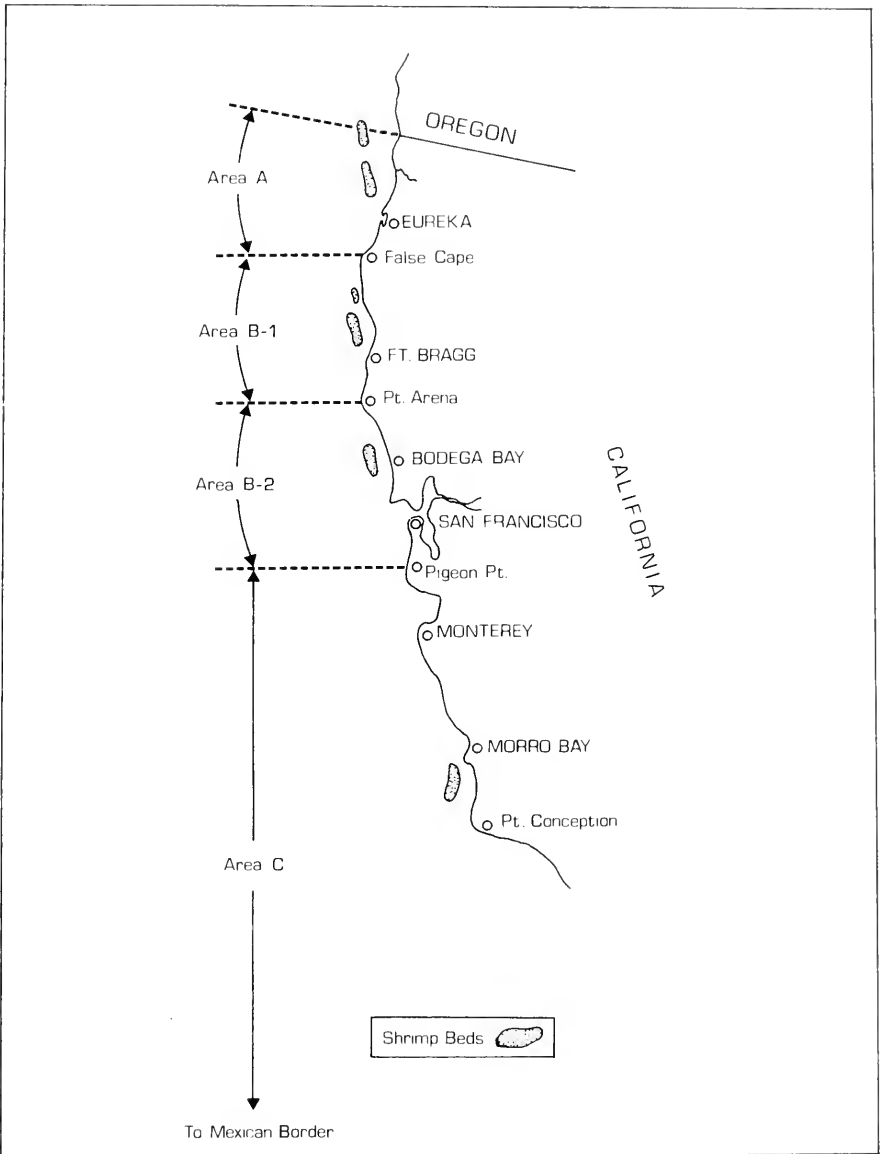 OREGON
Area A
EUREKA
False Cape
Area B-1
FT. BRAGG
Pt. Arena
BODEGA BAY
Area B-2
CALIFORNIA
SAN FRANCISCO
Pigeon Pt.
MONTEREY
MORRO BAY
Pt. Conception
Area C
Shrimp Beds
To Mexican Border